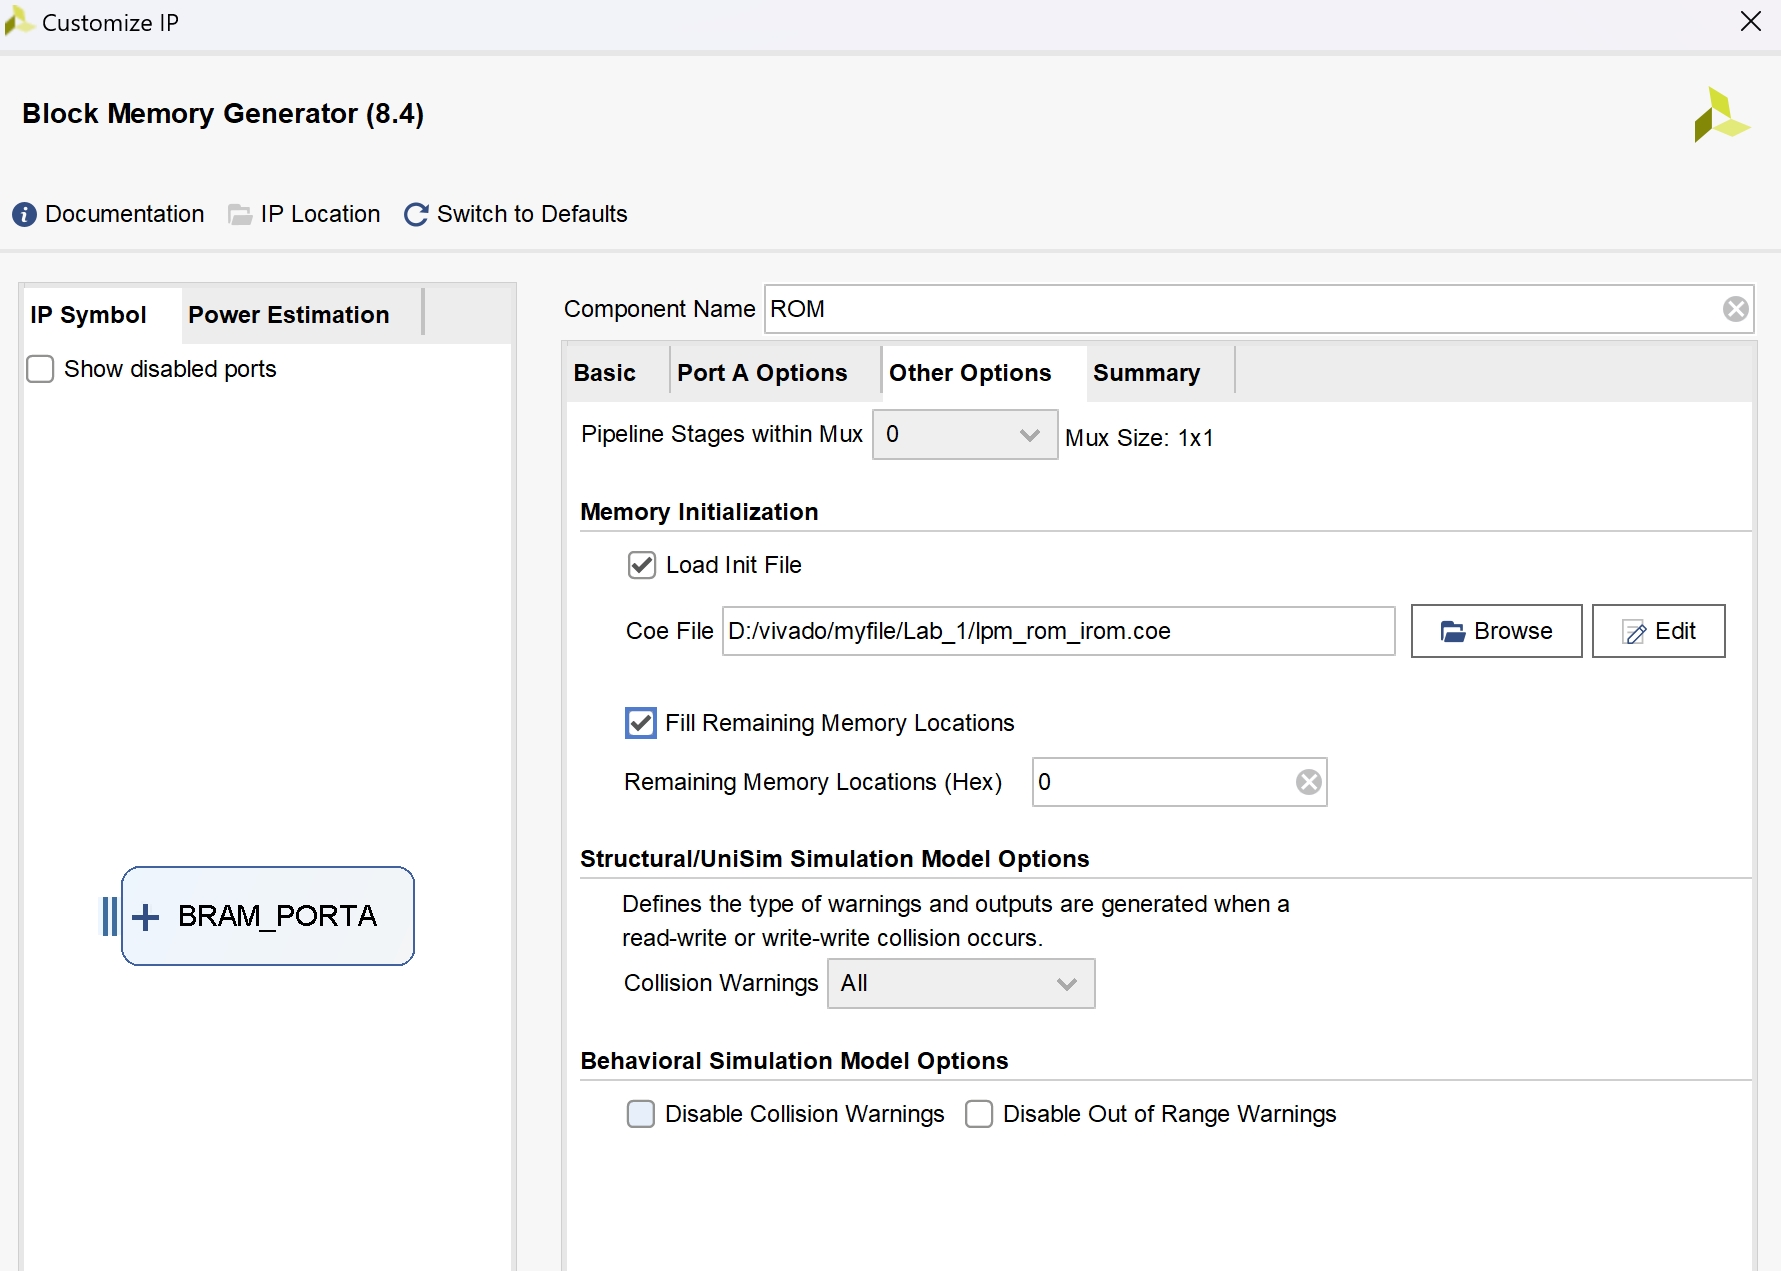 Customize IP
Block Memory Generator (8.4)
Documentation IP Location Switch to Defaults
IP Symbol Power Estimation
Show disabled ports
BRAM_PORTA
Component Name ROM
Basic Port A Options Other Options Summary
Pipeline Stages within Mux 0 Mux Size: 1x1
Memory Initialization
Load Init File
Coe File D:/vivado/myfile/Lab_1/lpm_rom_irom.coe Browse Edit
Fill Remaining Memory Locations
Remaining Memory Locations (Hex) 0
Structural/UniSim Simulation Model Options
Defines the type of warnings and outputs are generated when a
read-write or write-write collision occurs.
Collision Warnings All
Behavioral Simulation Model Options
Disable Collision Warnings Disable Out of Range Warnings